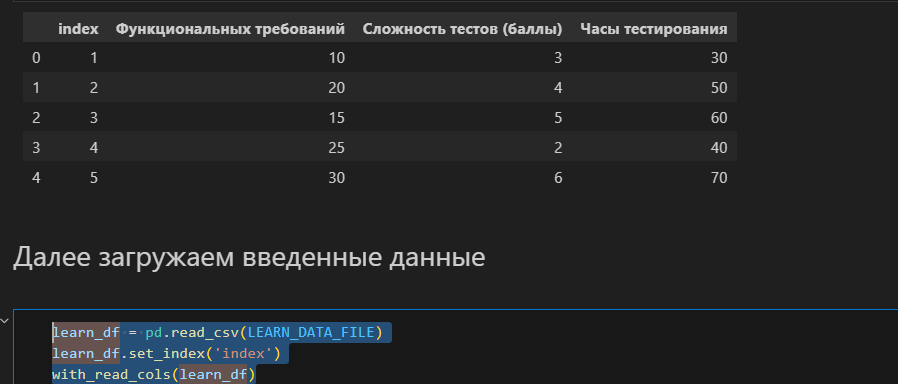 index Функциональных требований Сложность тестов (баллы) Часы тестирования
0 1 10 3 30
1 2 20 4 50
2 3 15 5 60
3 4 25 2 40
4 5 30 6 70
Далее загружаем введенные данные
learn_df = pd.read_csv(LEARN_DATA_FILE)
learn_df.set_index('index')
with_read_cols(learn_df)